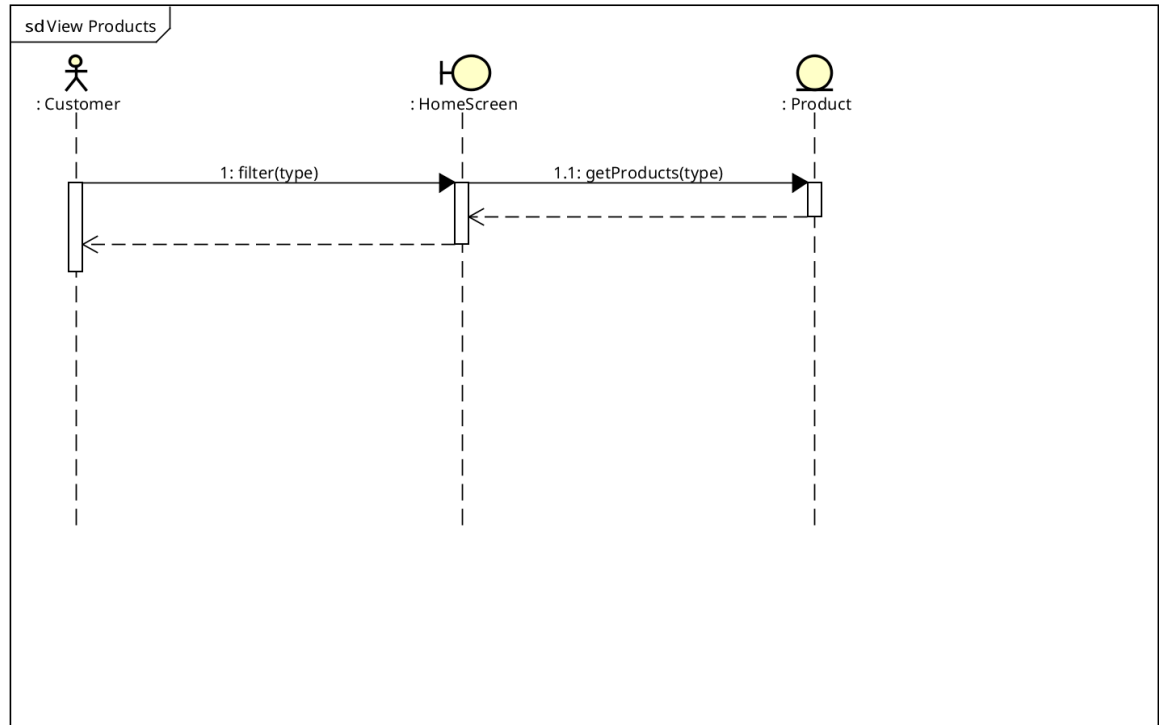 sd View Products
: Customer
: HomeScreen
: Product
1: filter(type)
1.1: getProducts(type)